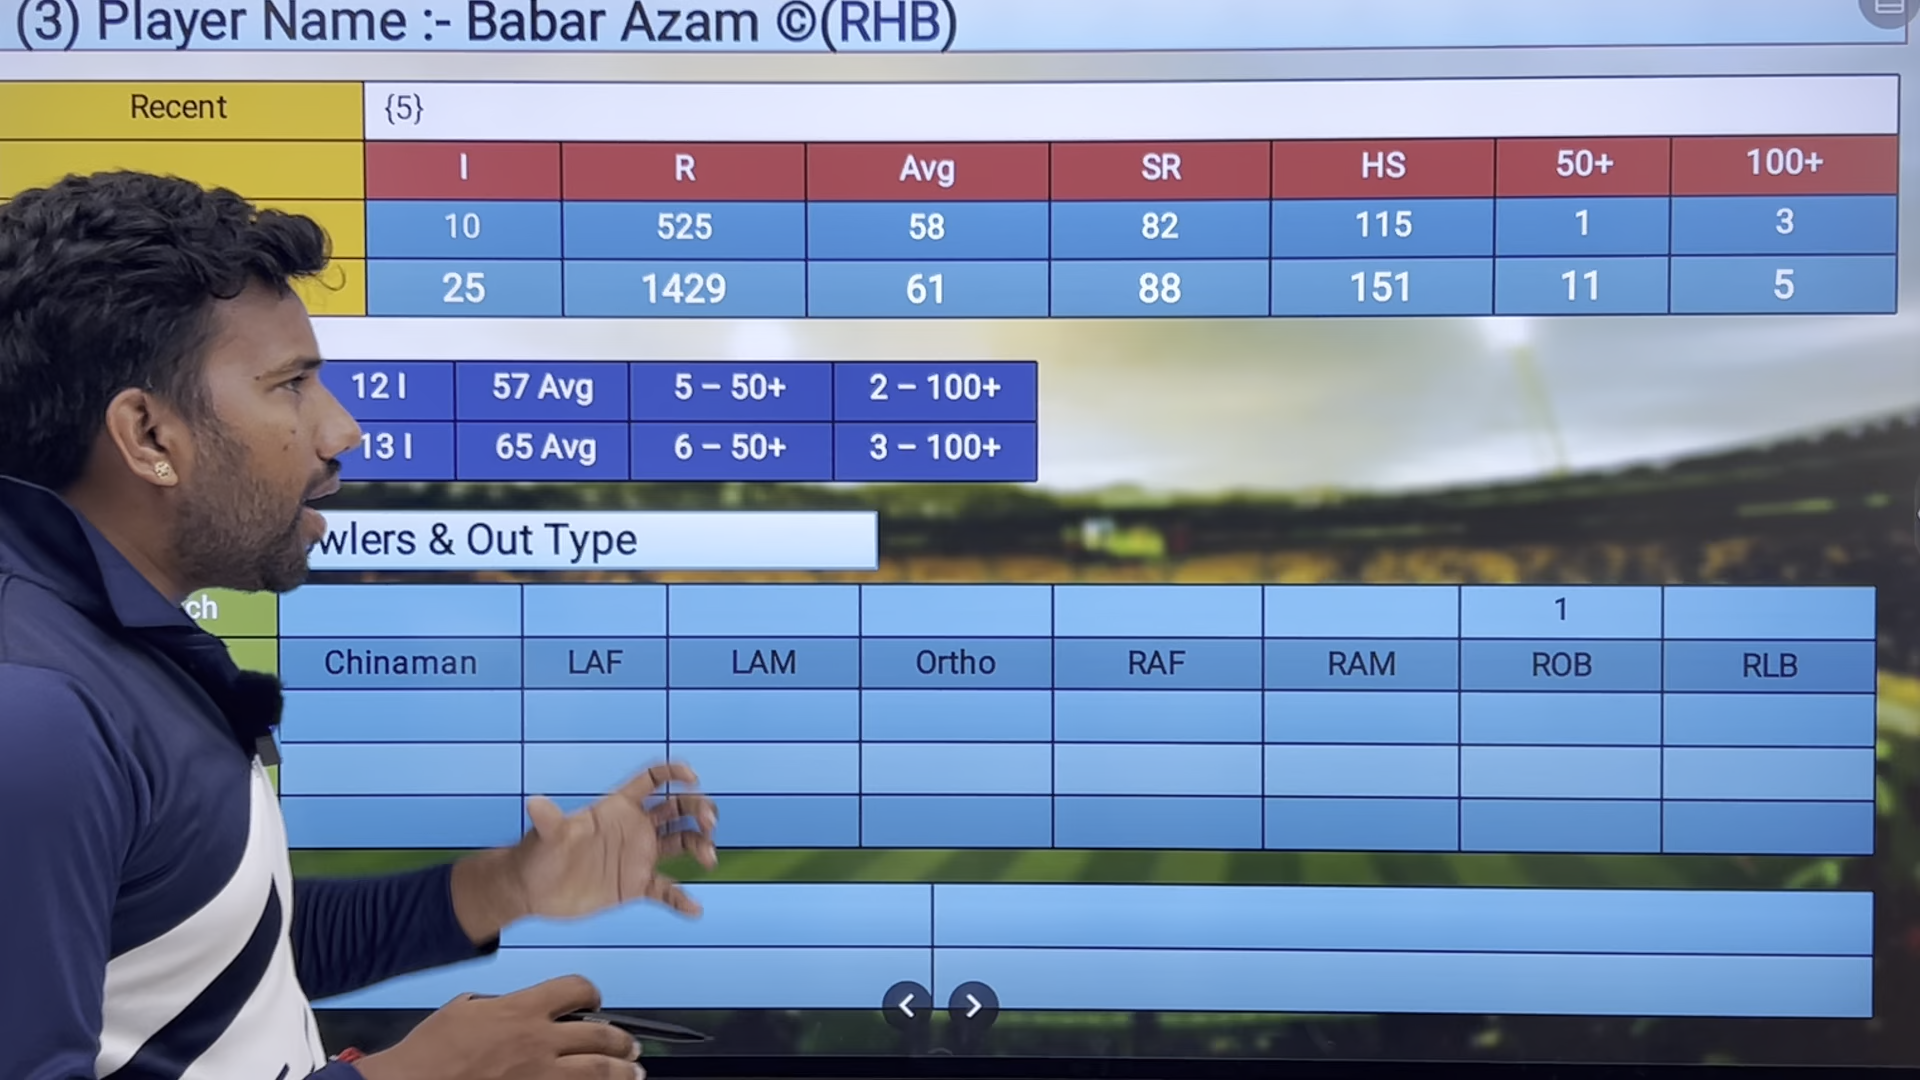 (3) Player Name :- Babar Azam ©(RHB)
Recent {5}
I R Avg SR HS 50+ 100+
10 525 58 82 115 1 3
25 1429 61 88 151 11 5
12 I 57 Avg 5 – 50+ 2 – 100+
13 I 65 Avg 6 – 50+ 3 – 100+
wlers & Out Type
ch 1
Chinaman LAF LAM Ortho RAF RAM ROB RLB